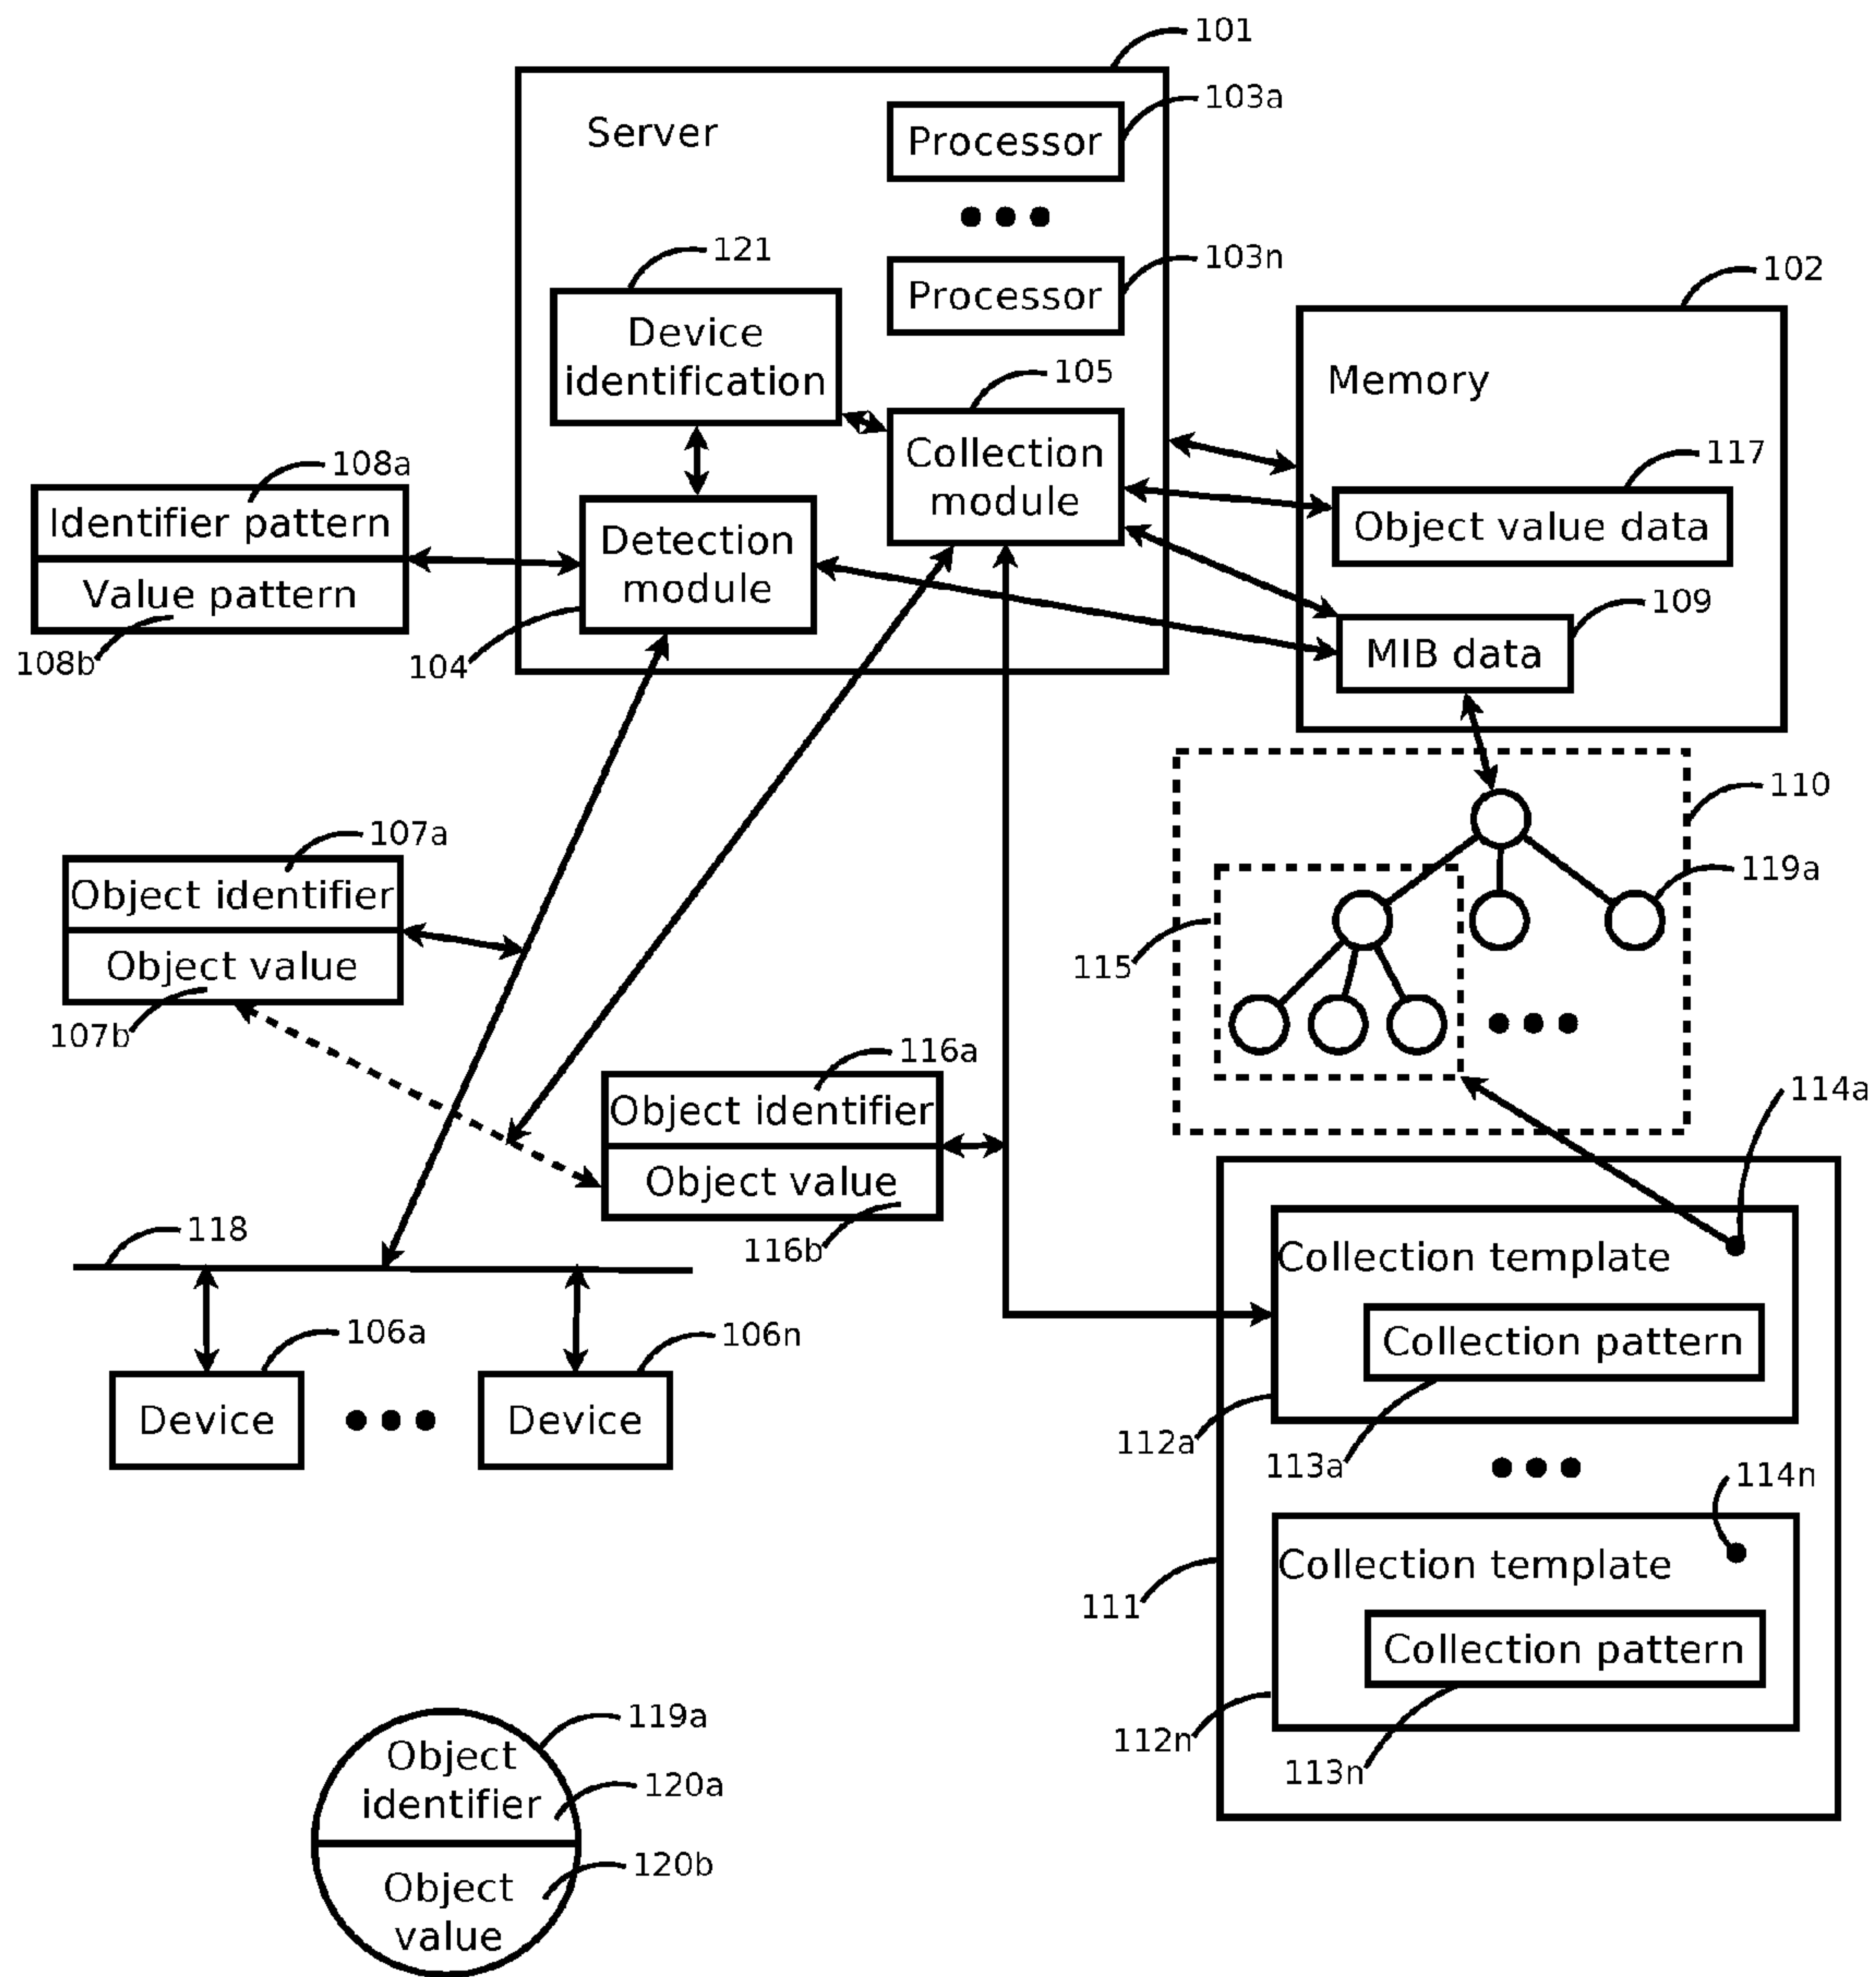 101
Server
103a
Processor
103n
Processor
121
Device
identification
105
Collection
module
102
Memory
117
Object value data
109
MIB data
108a
Identifier pattern
Value pattern
108b
Detection
module
104
107a
Object identifier
Object value
107b
110
119a
115
116a
Object identifier
Object value
116b
114a
118
106a
Device
106n
Device
Collection template
Collection pattern
112a
113a
114n
Collection template
Collection pattern
111
112n
113n
119a
Object
identifier
120a
120b
Object
value